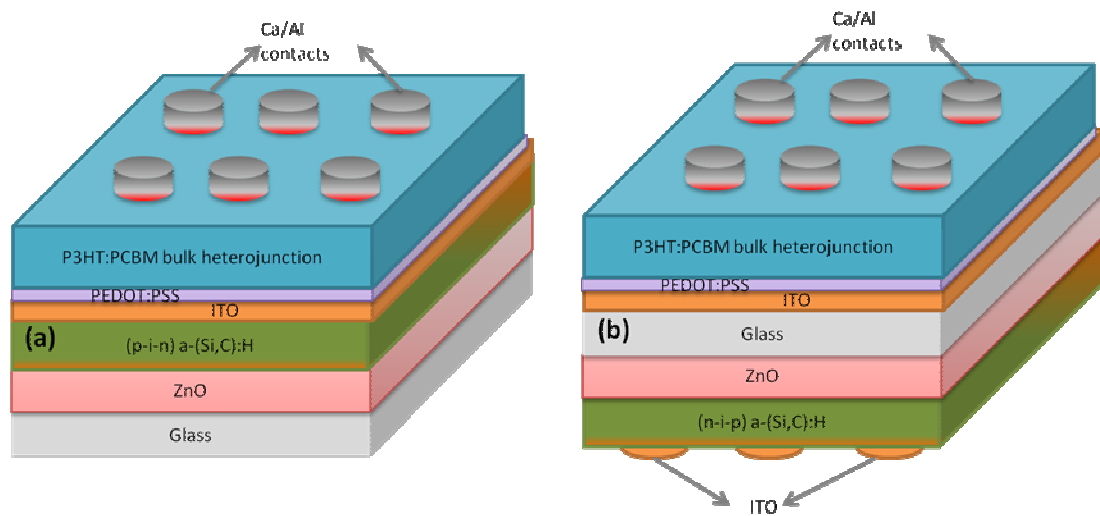 Ca/Al
contacts
P3HT:PCBM bulk heterojunction
PEDOT:PSS
ITO
(a)
(p-i-n) a-(Si,C):H
ZnO
Glass
Ca/Al
contacts
P3HT:PCBM bulk heterojunction
PEDOT:PSS
ITO
(b)
Glass
ZnO
(n-i-p) a-(Si,C):H
ITO